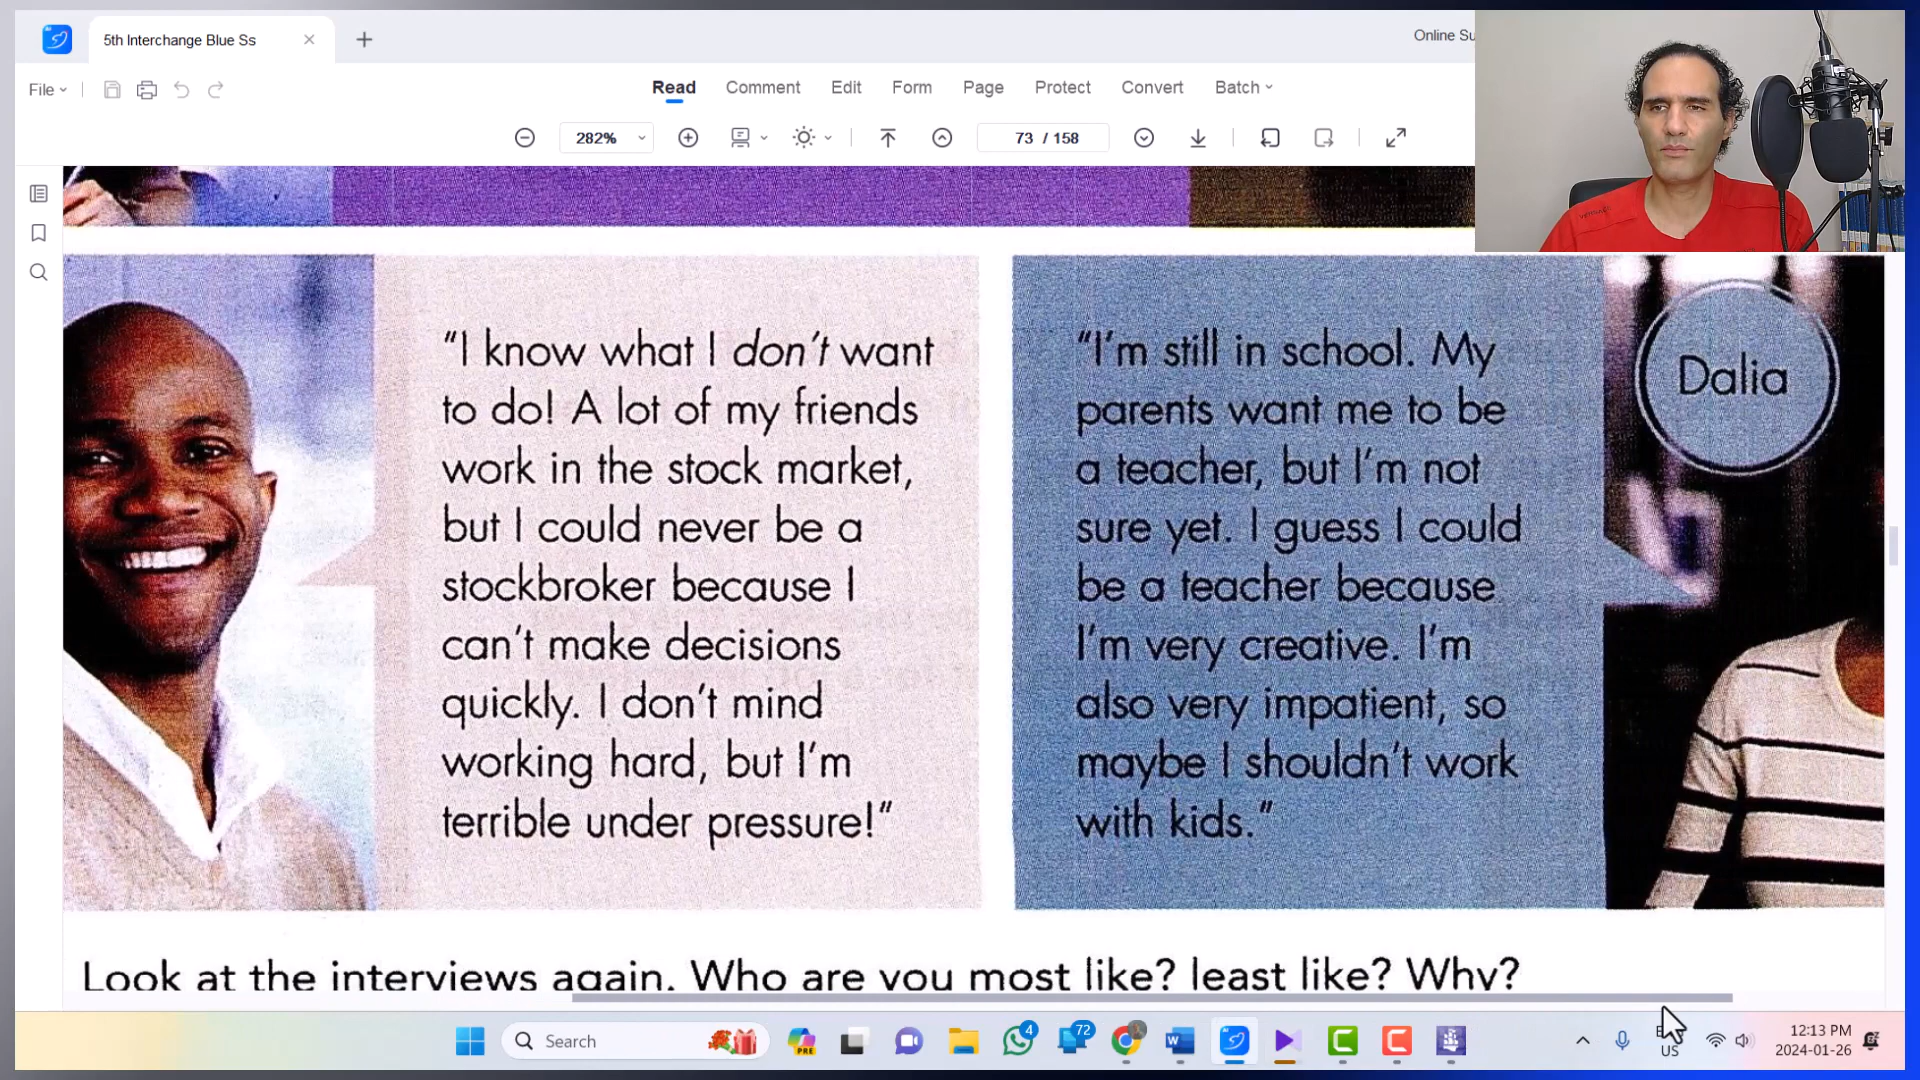 5th Interchange Blue Ss
Online Su
File
Read Comment Edit Form Page Protect Convert Batch
282%
73 / 158
"I know what I don't want
to do! A lot of my friends
work in the stock market,
but I could never be a
stockbroker because I
can't make decisions
quickly. I don't mind
working hard, but I'm
terrible under pressure!"
"I'm still in school. My
parents want me to be
a teacher, but I'm not
sure yet. I guess I could
be a teacher because
I'm very creative. I'm
also very impatient, so
maybe I shouldn't work
with kids."
Dalia
Look at the interviews again. Who are you most like? least like? Why?
Search
PRE
4
72
US
12:13 PM
2024-01-26